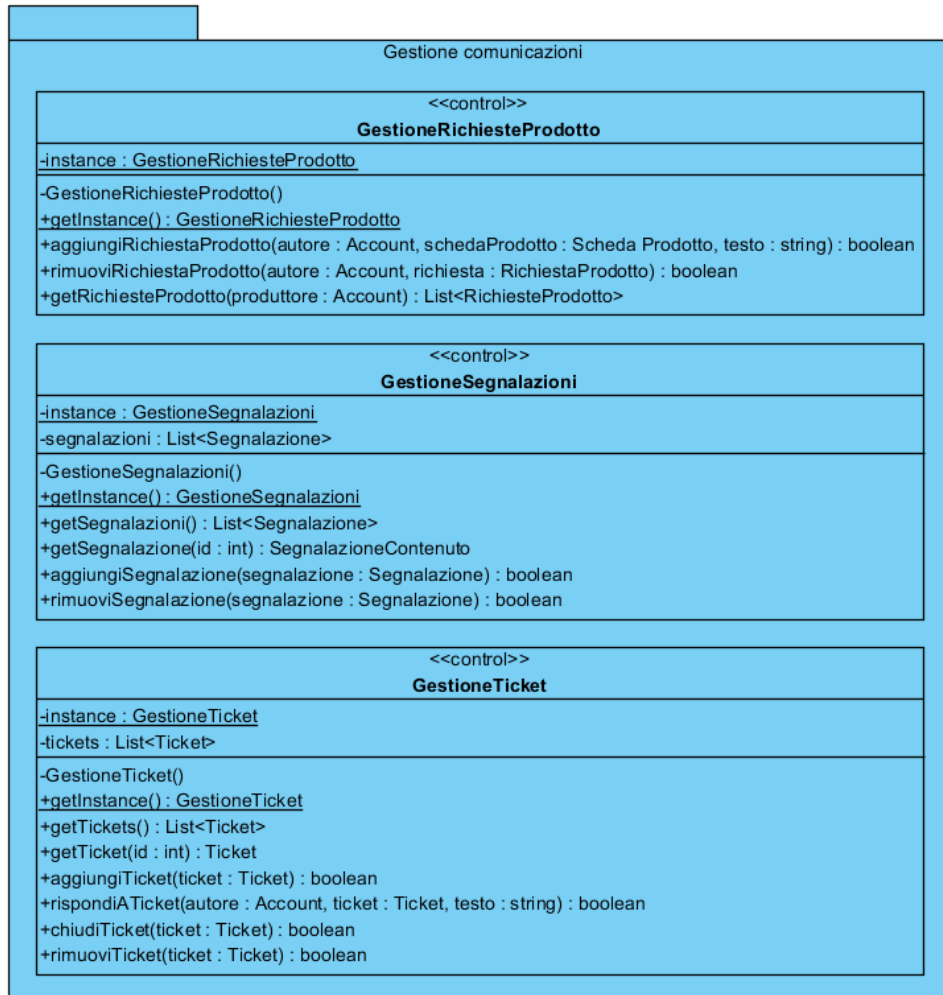 Gestione comunicazioni
<<control>>
GestioneRichiesteProdotto
-instance : GestioneRichiesteProdotto
-GestioneRichiesteProdotto()
+getInstance() : GestioneRichiesteProdotto
+aggiungiRichiestaProdotto(autore : Account, schedaProdotto : Scheda Prodotto, testo : string) : boolean
+rimuoviRichiestaProdotto(autore : Account, richiesta : RichiestaProdotto) : boolean
+getRichiesteProdotto(produttore : Account) : List<RichiesteProdotto>
<<control>>
GestioneSegnalazioni
-instance : GestioneSegnalazioni
-segnalazioni : List<Segnalazione>
-GestioneSegnalazioni()
+getInstance() : GestioneSegnalazioni
+getSegnalazioni() : List<Segnalazione>
+getSegnalazione(id : int) : SegnalazioneContenuto
+aggiungiSegnalazione(segnalazione : Segnalazione) : boolean
+rimuoviSegnalazione(segnalazione : Segnalazione) : boolean
<<control>>
GestioneTicket
-instance : GestioneTicket
-tickets : List<Ticket>
-GestioneTicket()
+getInstance() : GestioneTicket
+getTickets() : List<Ticket>
+getTicket(id : int) : Ticket
+aggiungiTicket(ticket : Ticket) : boolean
+rispondiATicket(autore : Account, ticket : Ticket, testo : string) : boolean
+chiudiTicket(ticket : Ticket) : boolean
+rimuoviTicket(ticket : Ticket) : boolean